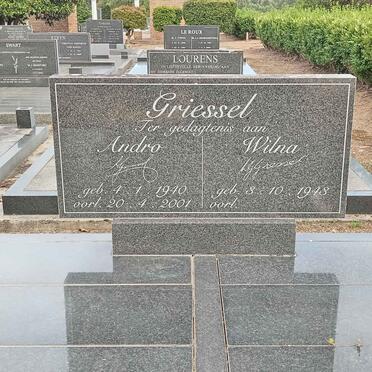 LE ROUX
SWART
LOURENS
Griessel
Ter gedagtenis aan
Andro Wilna
geb. 4 . 1 . 1940 geb. 8 . 10 . 1943
oorl. 20 . 4 . 2001 oorl.